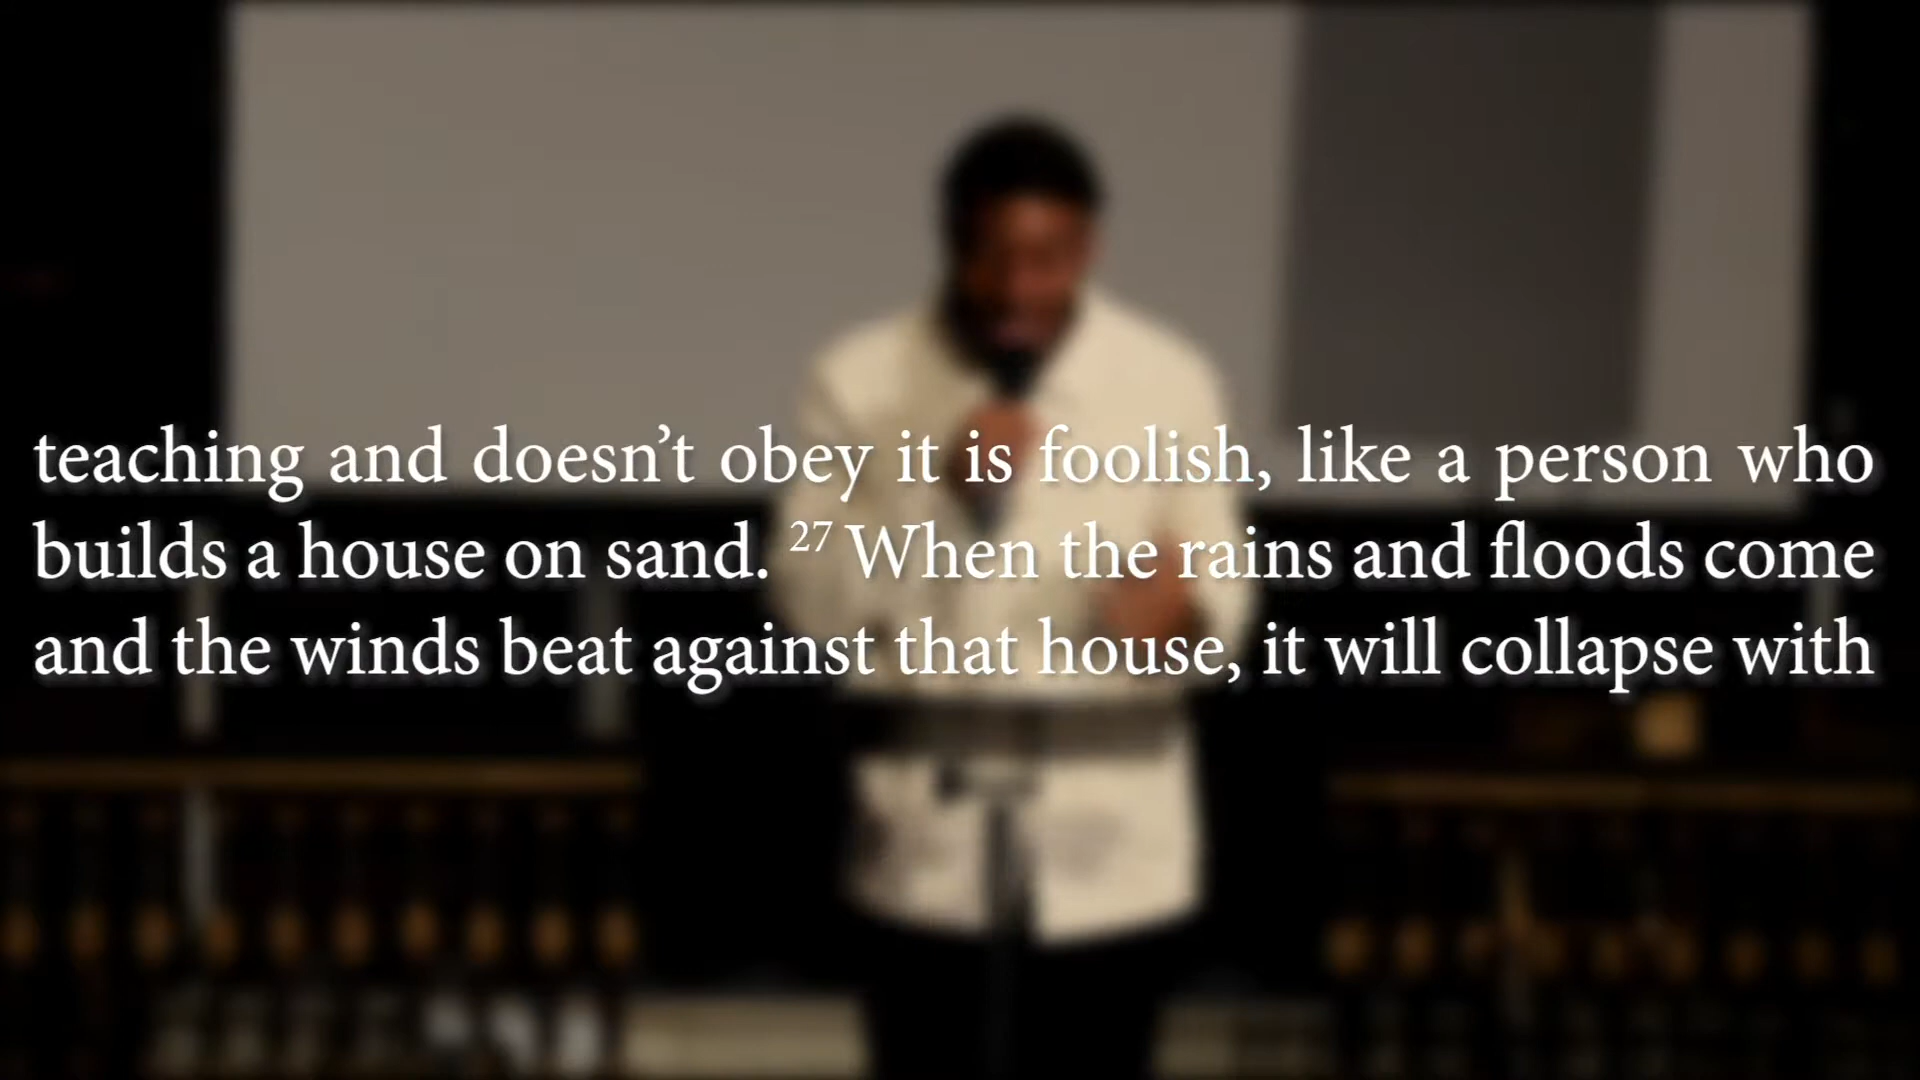 teaching and doesn’t obey it is foolish, like a person who
builds a house on sand. 27 When the rains and floods come
and the winds beat against that house, it will collapse with